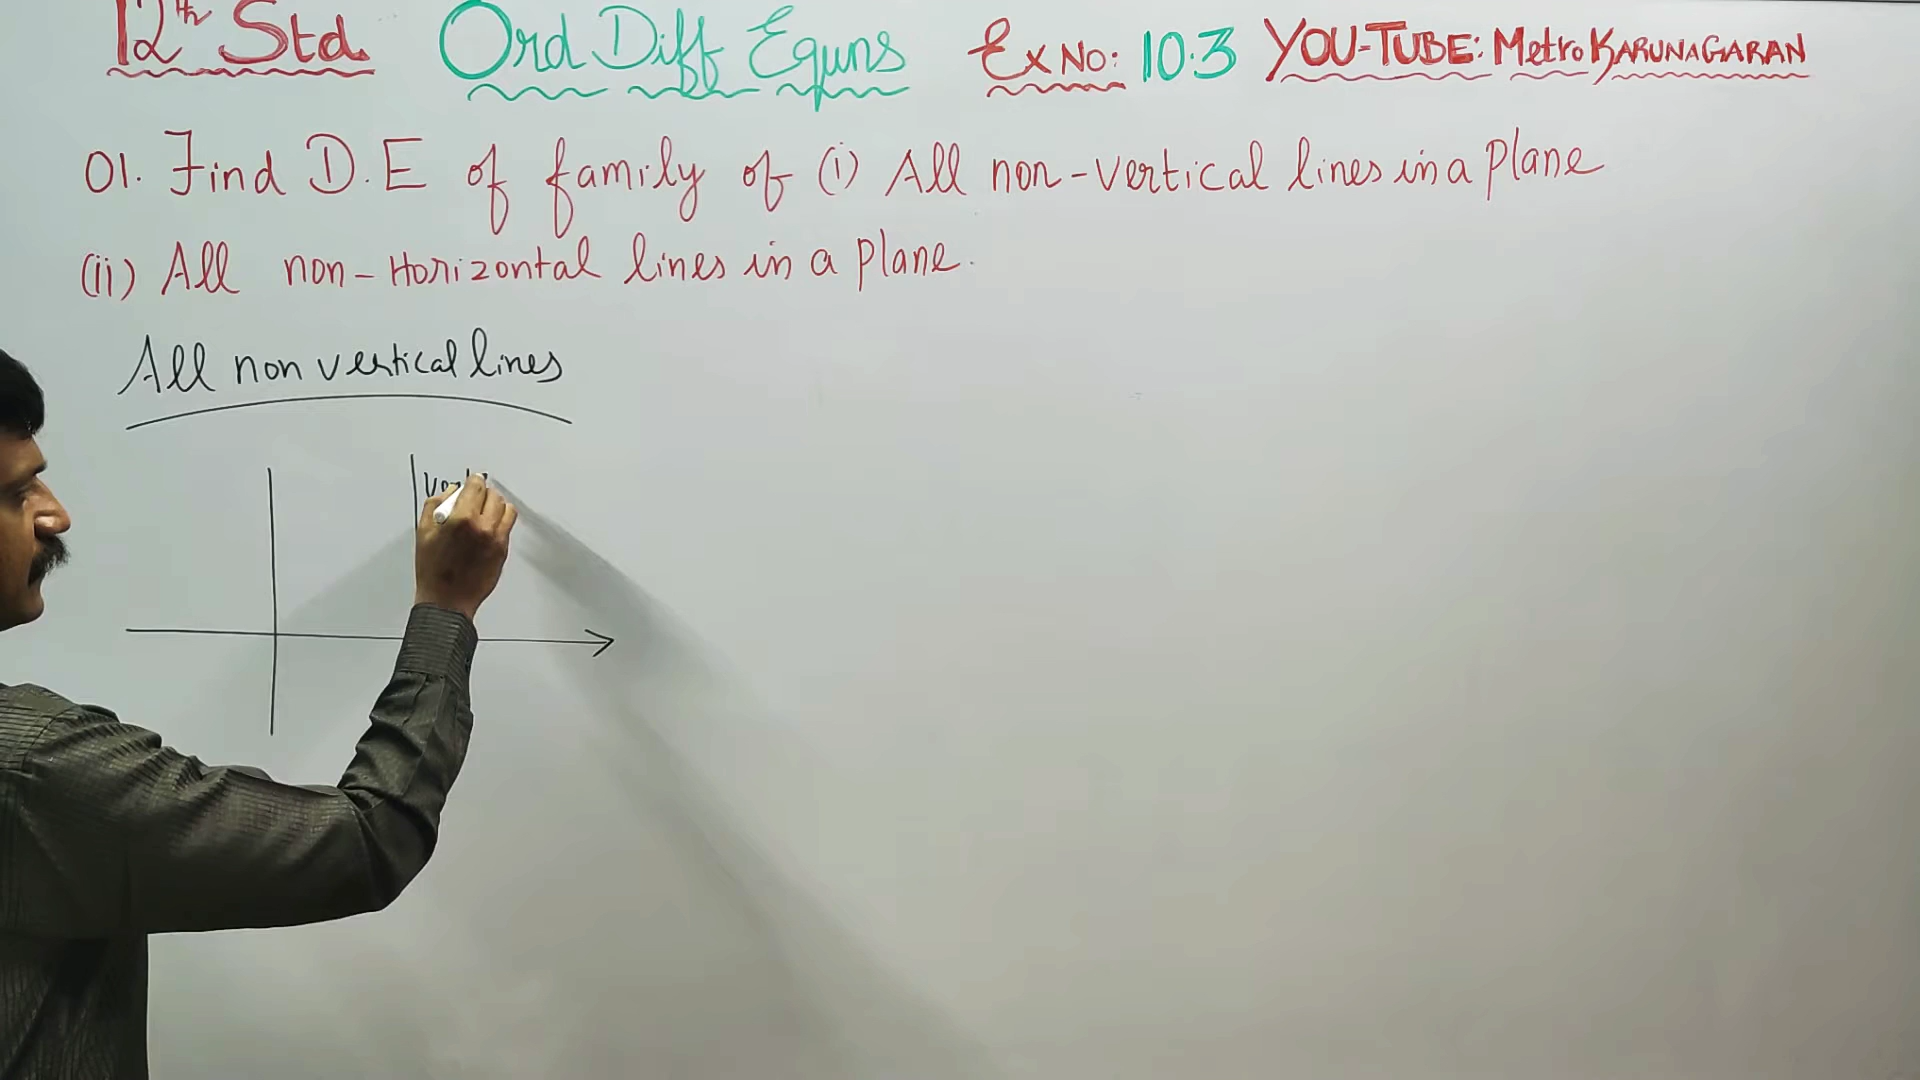 12th Std Ord Diff Equns Ex No: 10.3 YOU-TUBE: Metro KARUNAGARAN
01. Find D.E of family of (i) All non-vertical lines in a plane
(ii) All non-Horizontal lines in a plane.
All non vertical lines